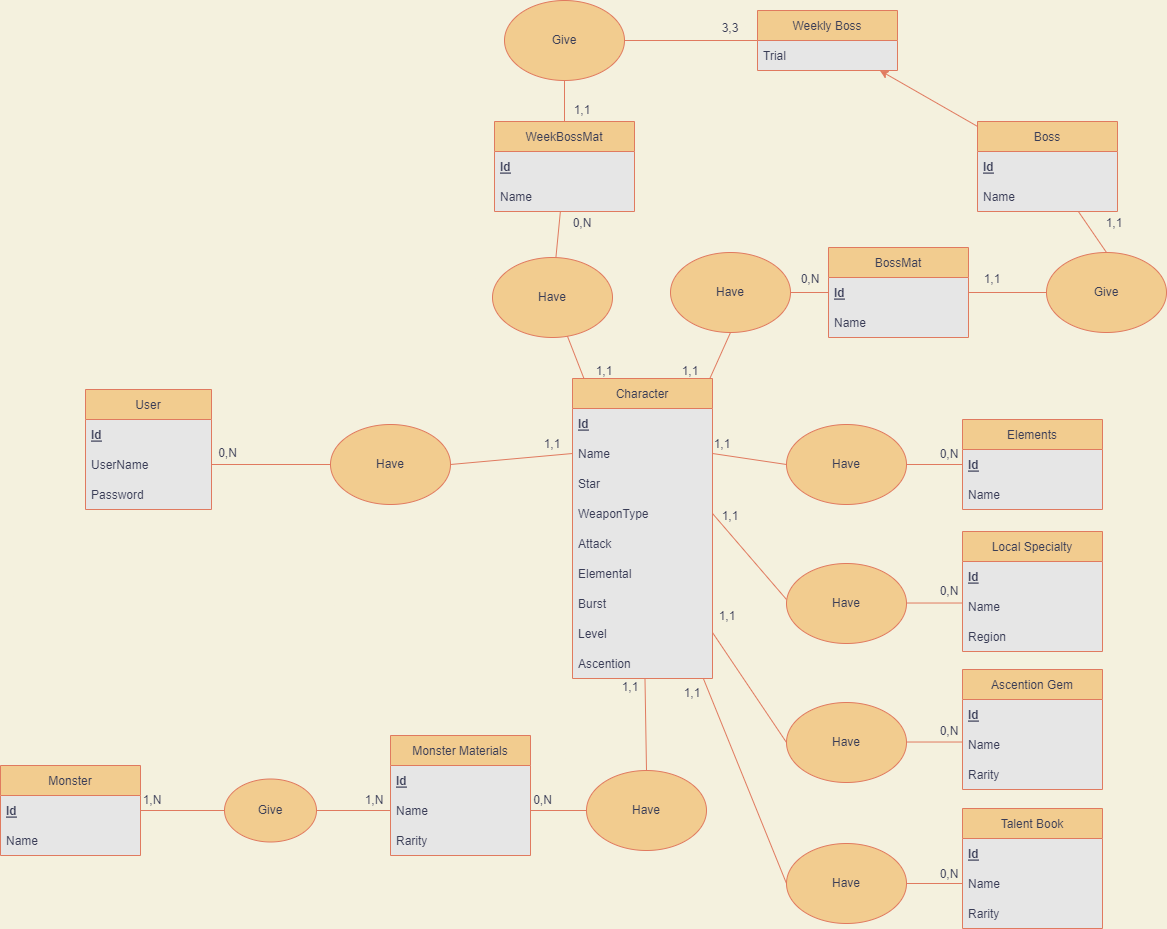 Give
3,3
Weekly Boss
Trial
1,1
WeekBossMat
Id
Name
Boss
Id
Name
0,N
1,1
Have
Have
0,N
BossMat
Id
Name
1,1
Give
1,1
1,1
User
Id
UserName
Password
0,N
Have
1,1
Character
Id
Name
Star
WeaponType
Attack
Elemental
Burst
Level
Ascention
1,1
Have
0,N
Elements
Id
Name
1,1
Have
0,N
Local Specialty
Id
Name
Region
1,1
Have
0,N
Ascention Gem
Id
Name
Rarity
1,1
1,1
Monster
Id
Name
1,N
Give
1,N
Monster Materials
Id
Name
Rarity
0,N
Have
Have
0,N
Talent Book
Id
Name
Rarity